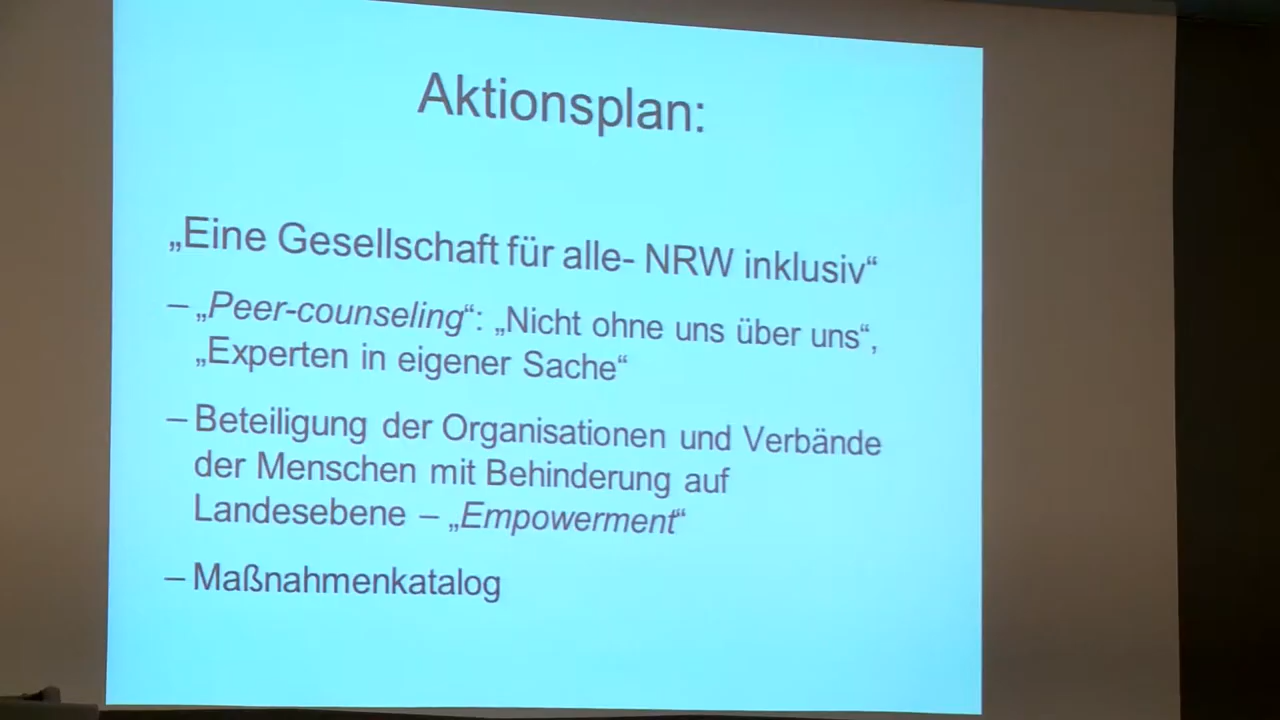 Aktionsplan:
„Eine Gesellschaft für alle- NRW inklusiv“
– „Peer-counseling“: „Nicht ohne uns über uns“,
„Experten in eigener Sache“
– Beteiligung der Organisationen und Verbände
der Menschen mit Behinderung auf
Landesebene – „Empowerment“
– Maßnahmenkatalog